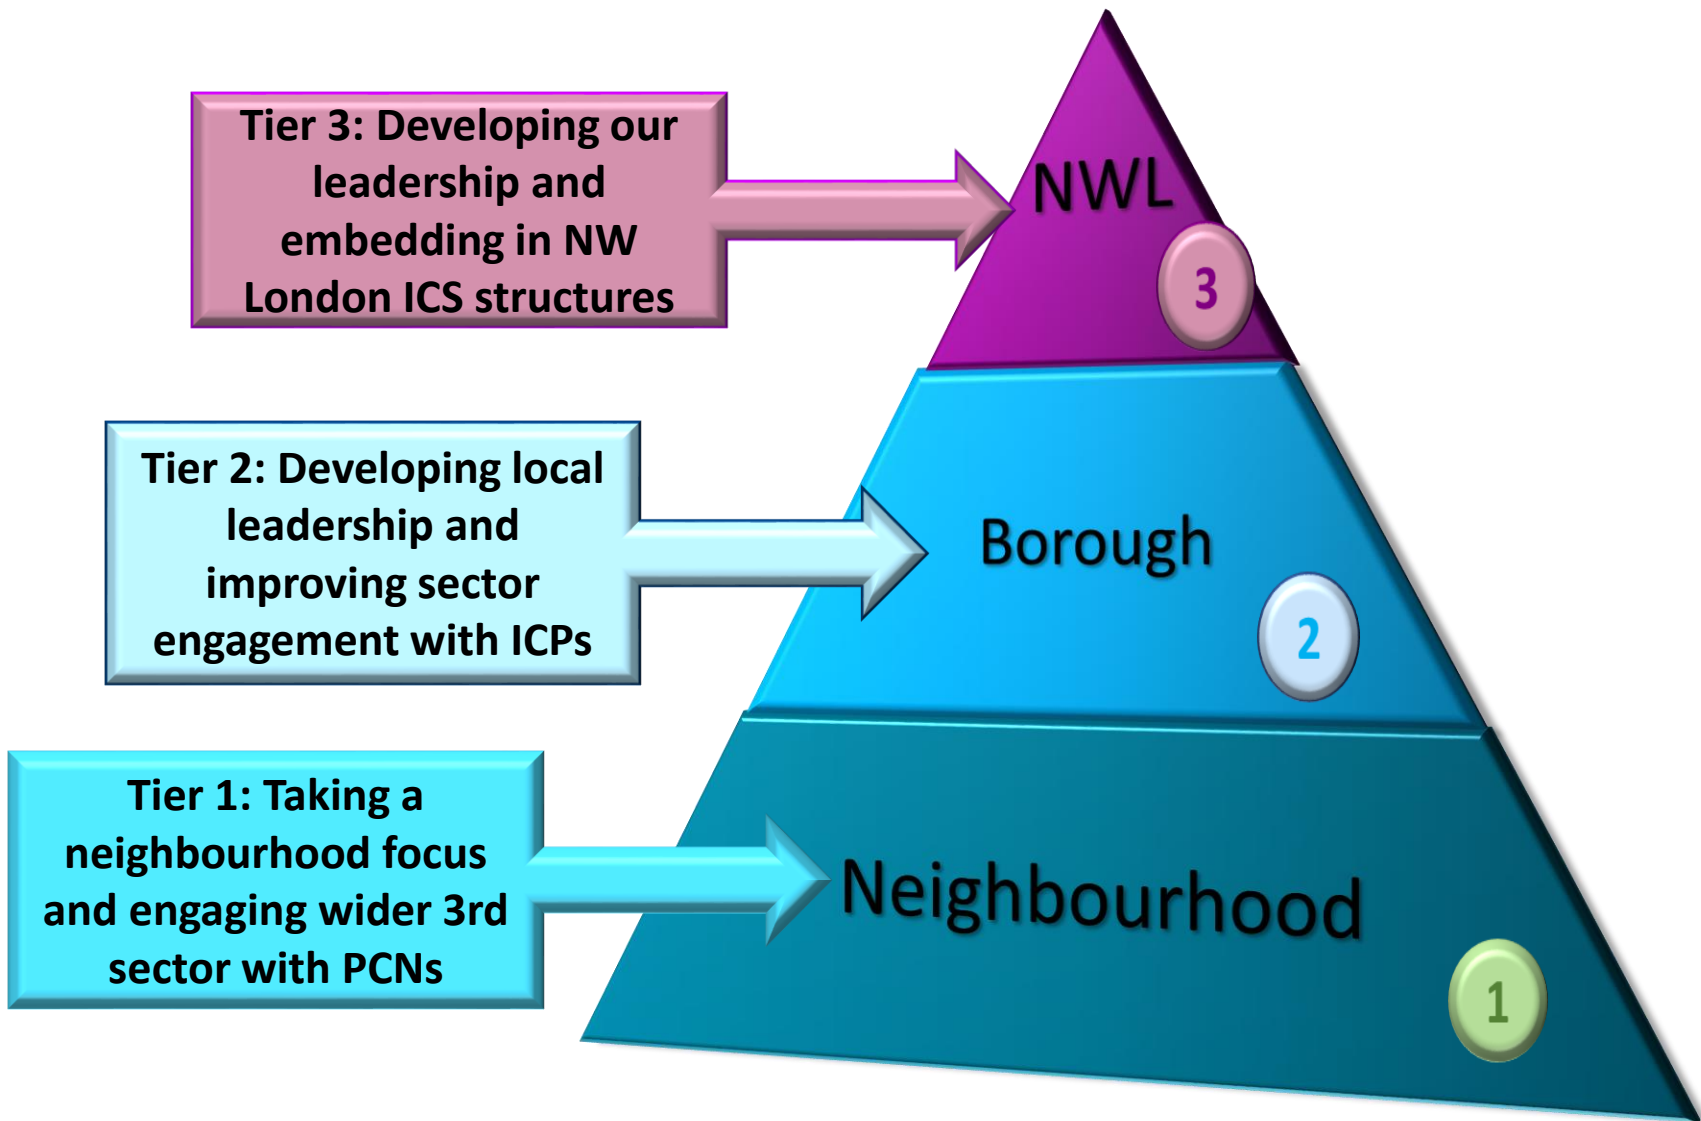 Tier 3: Developing our
leadership and
embedding in NW
London ICS structures
NWL
3
Tier 2: Developing local
leadership and
improving sector
engagement with ICPs
Borough
2
Tier 1: Taking a
neighbourhood focus
and engaging wider 3rd
sector with PCNs
Neighbourhood
1